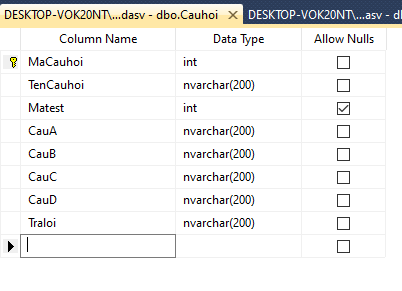 DESKTOP-VOK20NT\...dasv - dbo.Cauhoi
DESKTOP-VOK20NT\...asv - db
Column Name Data Type Allow Nulls
MaCauhoi int
TenCauhoi nvarchar(200)
Matest int
CauA nvarchar(200)
CauB nvarchar(200)
CauC nvarchar(200)
CauD nvarchar(200)
Traloi nvarchar(200)